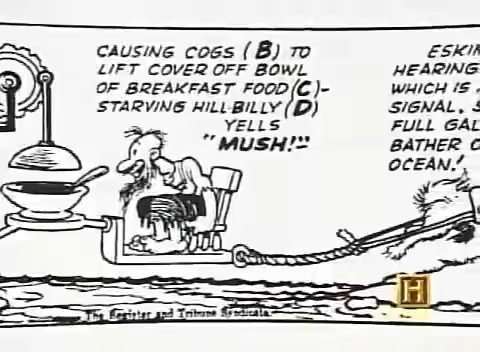 CAUSING COGS (B) TO
LIFT COVER OFF BOWL
OF BREAKFAST FOOD (C)-
STARVING HILL-BILLY (D)
YELLS
"MUSH!"
ESKIM
HEARING
WHICH IS
SIGNAL, S
FULL GAL
BATHER O
OCEAN!
The Register and Tribune Syndicate
H